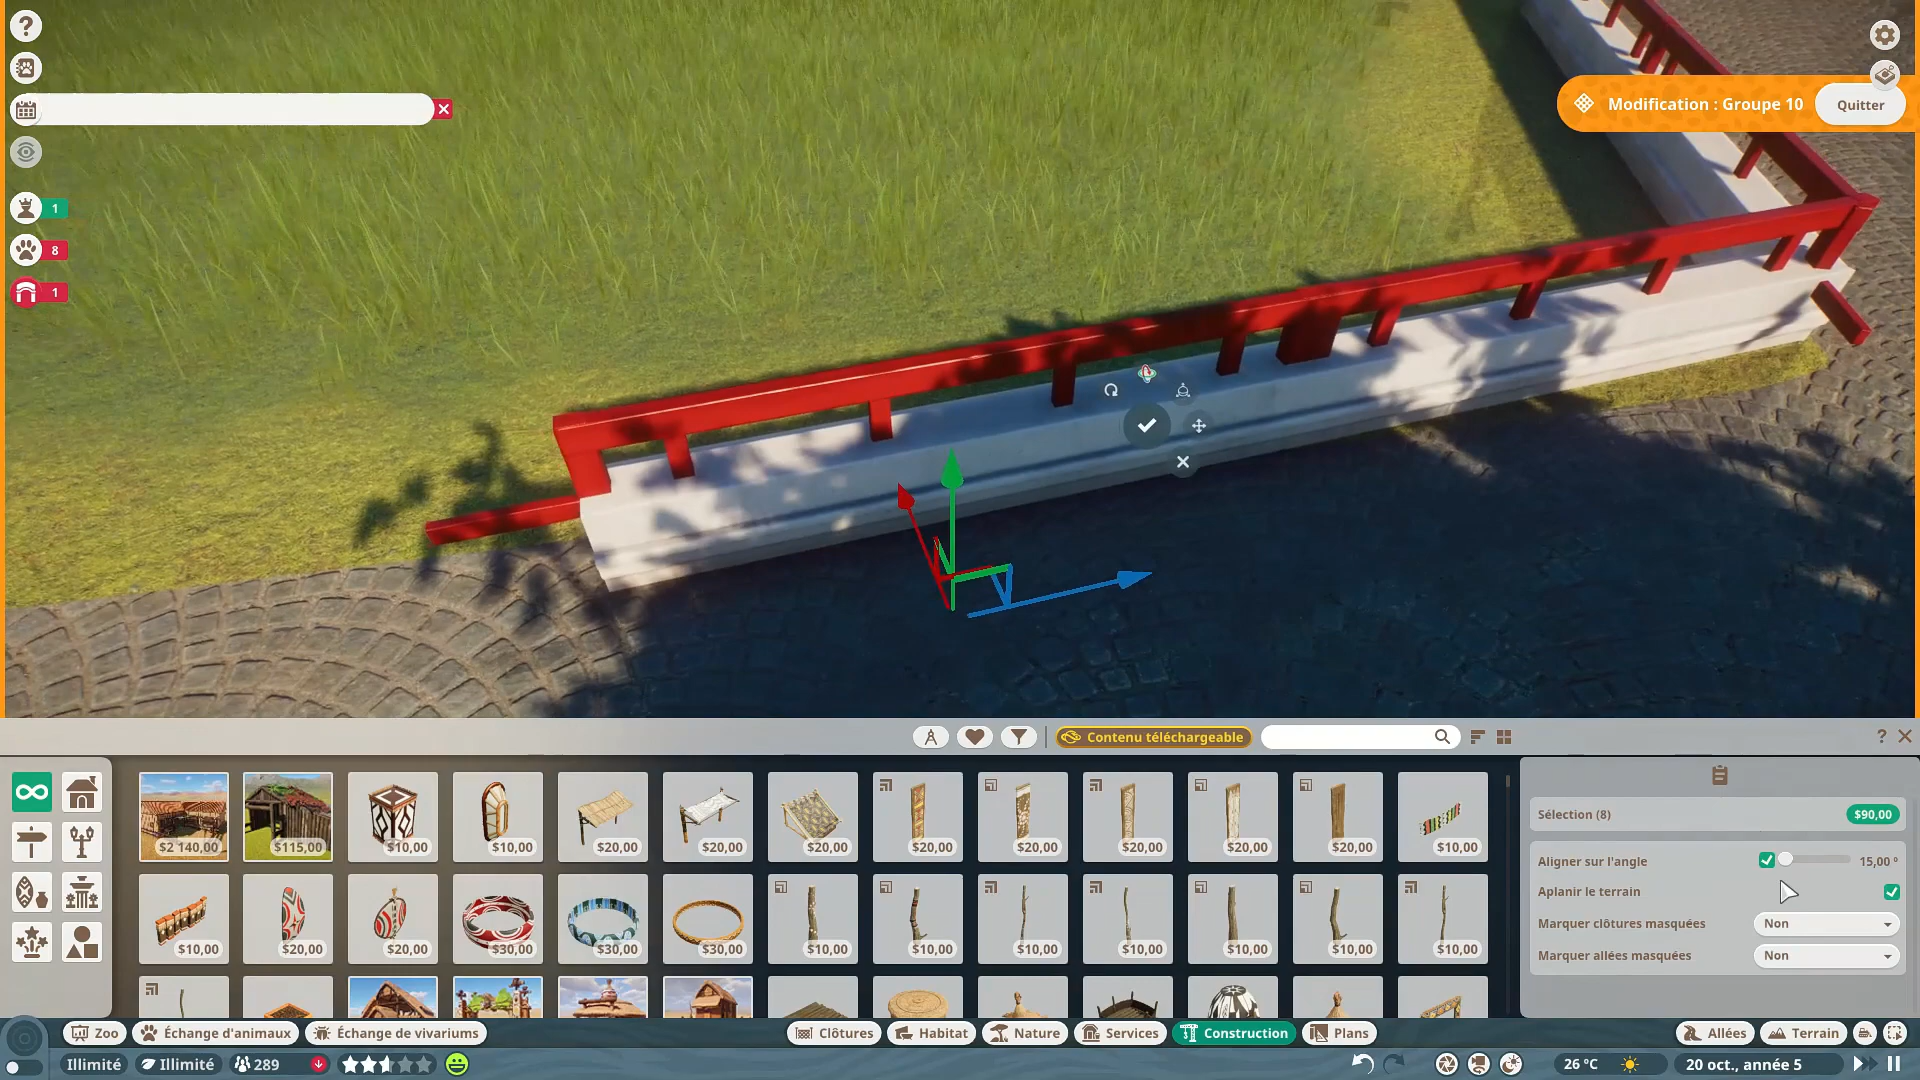 ?
Modification : Groupe 10
Quitter
1
8
1
Contenu téléchargeable
?
$2 140,00
$115,00
$10,00
$10,00
$20,00
$20,00
$20,00
$20,00
$20,00
$20,00
$20,00
$20,00
$10,00
$10,00
$20,00
$20,00
$30,00
$30,00
$30,00
$10,00
$10,00
$10,00
$10,00
$10,00
$10,00
$10,00
Sélection (8)
$90,00
Aligner sur l'angle
15,00 °
Aplanir le terrain
Marquer clôtures masquées
Non
Marquer allées masquées
Non
Zoo
Échange d'animaux
Échange de vivariums
Clôtures
Habitat
Nature
Services
Construction
Plans
Allées
Terrain
Illimité
Illimité
289
26 °C
20 oct., année 5